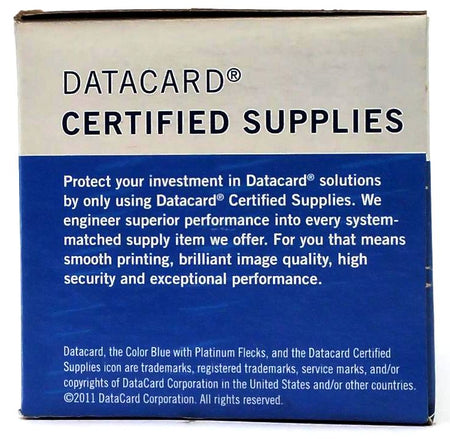 DATACARD®
CERTIFIED SUPPLIES
Protect your investment in Datacard® solutions
by only using Datacard® Certified Supplies. We
engineer superior performance into every system-
matched supply item we offer. For you that means
smooth printing, brilliant image quality, high
security and exceptional performance.
Datacard, the Color Blue with Platinum Flecks, and the Datacard Certified
Supplies icon are trademarks, registered trademarks, service marks, and/or
copyrights of DataCard Corporation in the United States and/or other countries.
©2011 DataCard Corporation. All rights reserved.